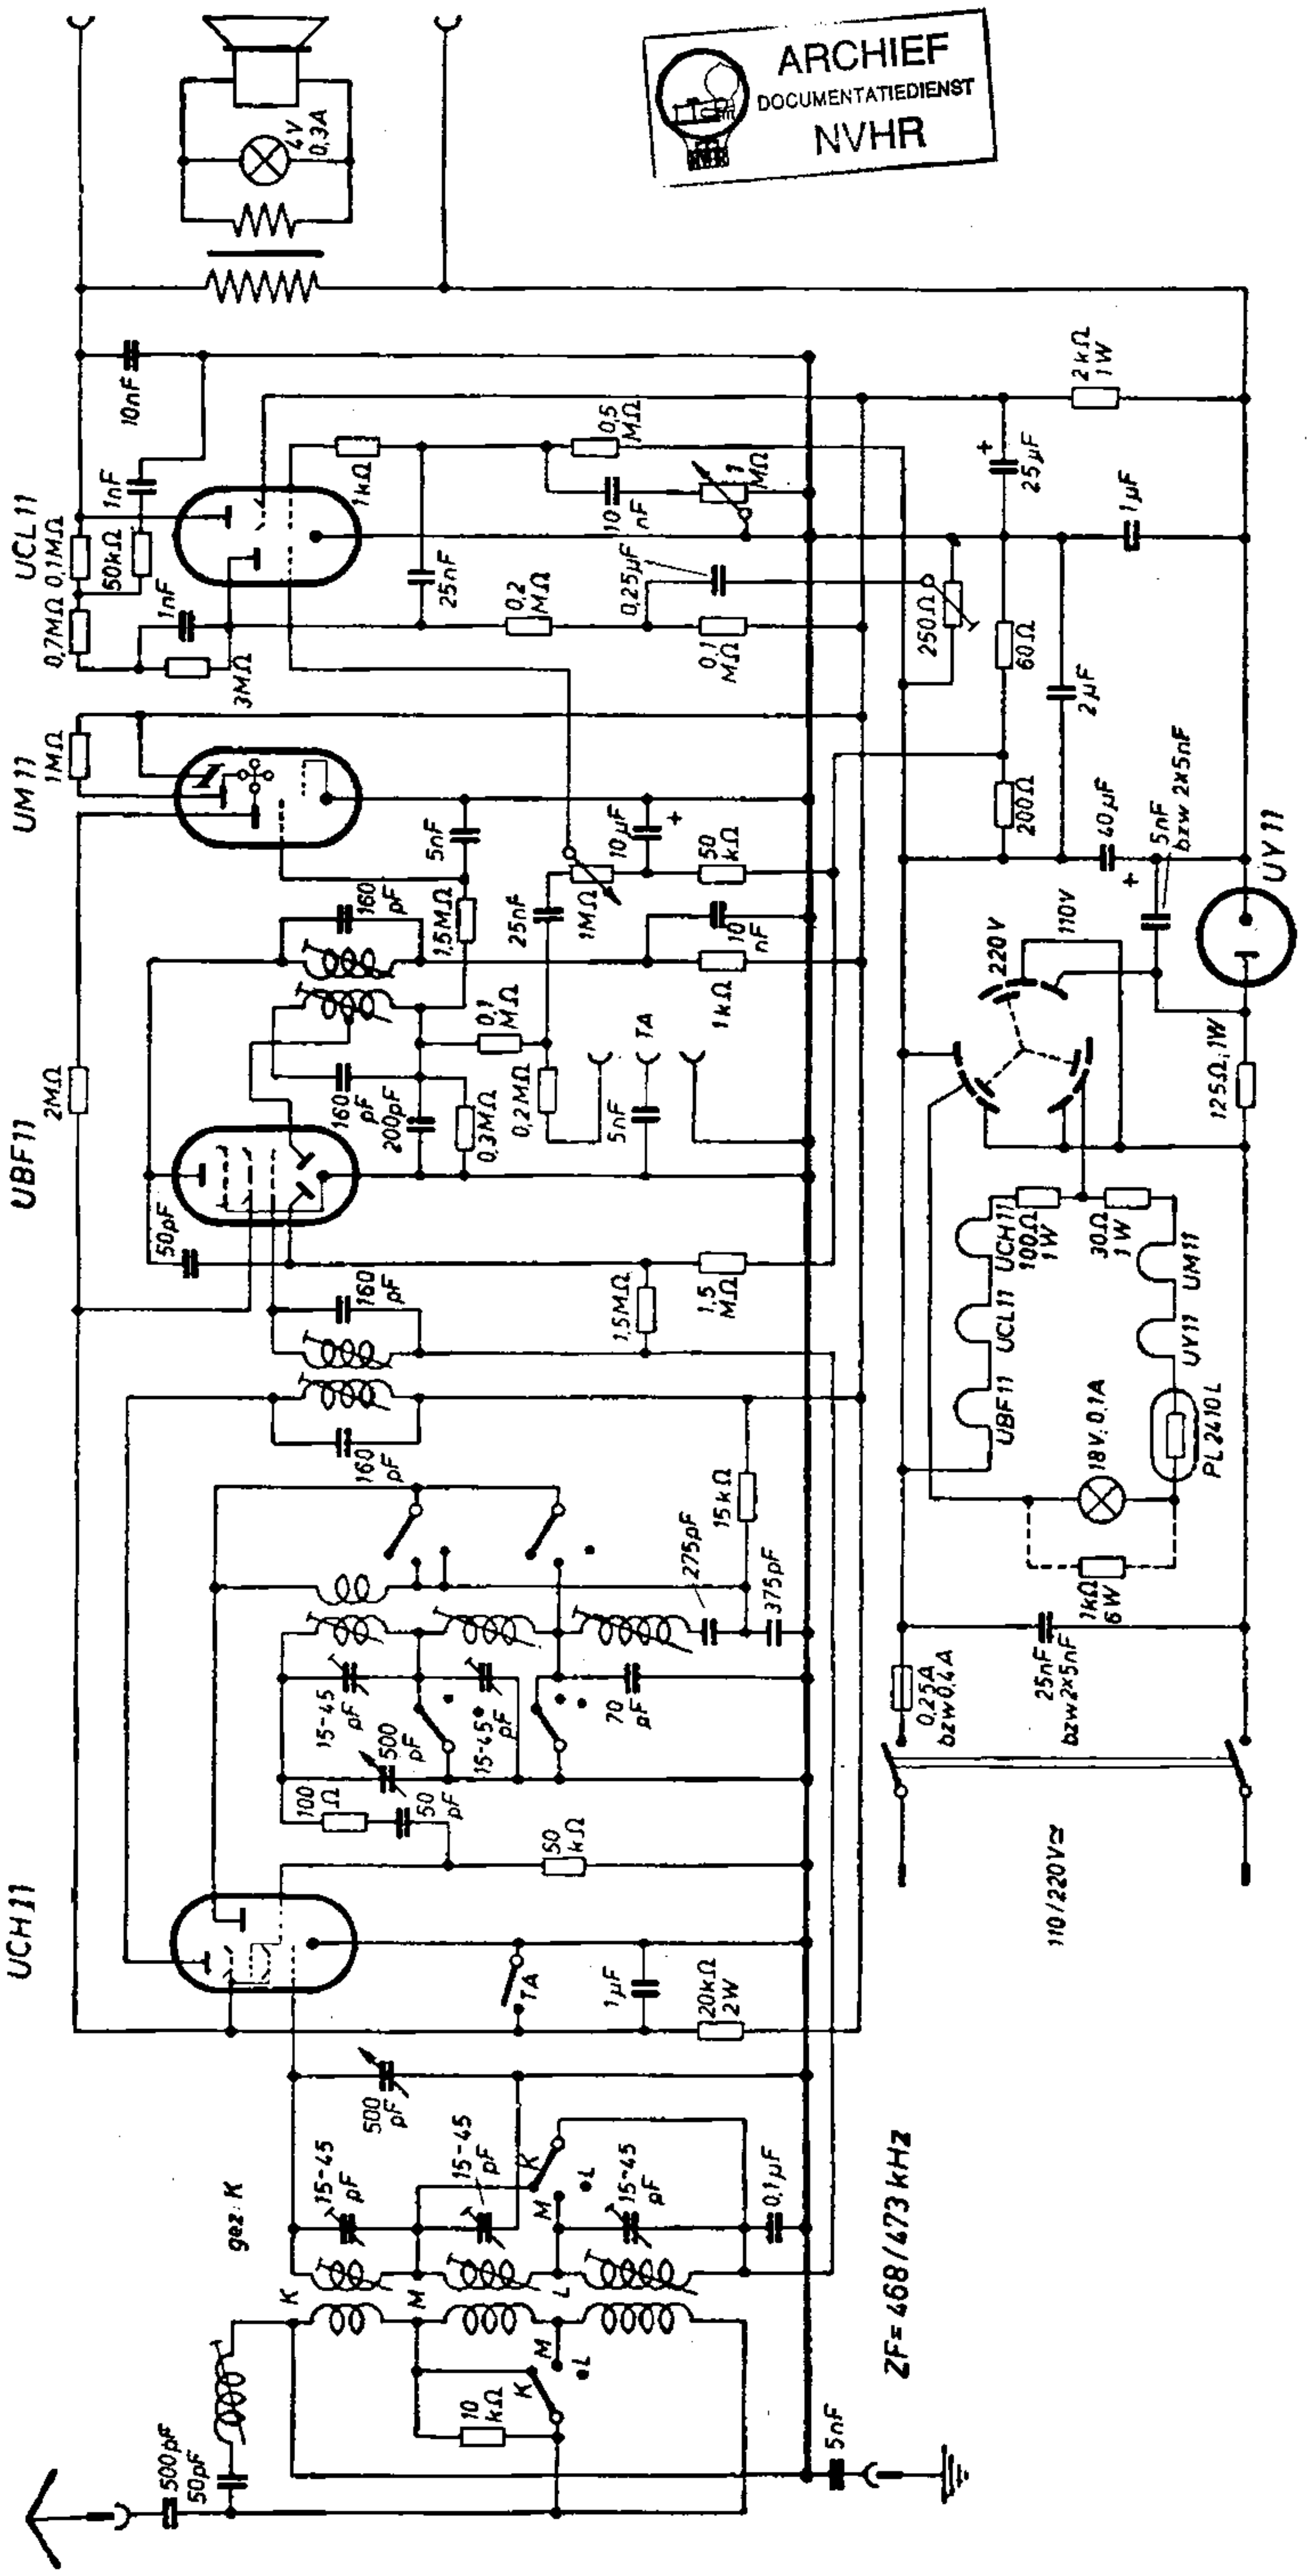 ARCHIEF
DOCUMENTATIEDIENST
NVHR
UCH11
UBF11
UM11
UCL11
4V
0,3A
10nF
1nF
50kΩ
0,7MΩ
0,1MΩ
1nF
3MΩ
1kΩ
25nF
0,5
MΩ
10
nF
1
MΩ
0,2
MΩ
0,25µF
0,1
MΩ
250Ω
25µF
+
2kΩ
1W
1µF
60Ω
2µF
200Ω
40µF
+
5nF
bzw 2x5nF
UY11
1MΩ
5nF
10µF
+
50
kΩ
1MΩ
25nF
10
nF
1kΩ
160
pF
1,5MΩ
2MΩ
160
pF
200pF
0,1
MΩ
0,3MΩ
0,2MΩ
5nF
TA
50pF
160
pF
1,5MΩ
1,5
MΩ
160
pF
15kΩ
275pF
375pF
15-45
pF
15-45
pF
500
pF
70
pF
100
Ω
50
pF
50
kΩ
TA
1µF
20kΩ
2W
500
pF
gez: K
15-45
pF
15-45
pF
15-45
pF
0,1µF
K
M
L
K
M
L
K
M
L
10
kΩ
500pF
50pF
5nF
ZF= 468/473 kHz
110/220V≂
0,25A
bzw 0,4A
25nF
bzw 2x5nF
1kΩ
6W
18V; 0,1A
PL2410L
UBF11
UCL11
UCH11
100Ω
1W
30Ω
1W
UY11
UM11
220V
110V
125Ω; 1W